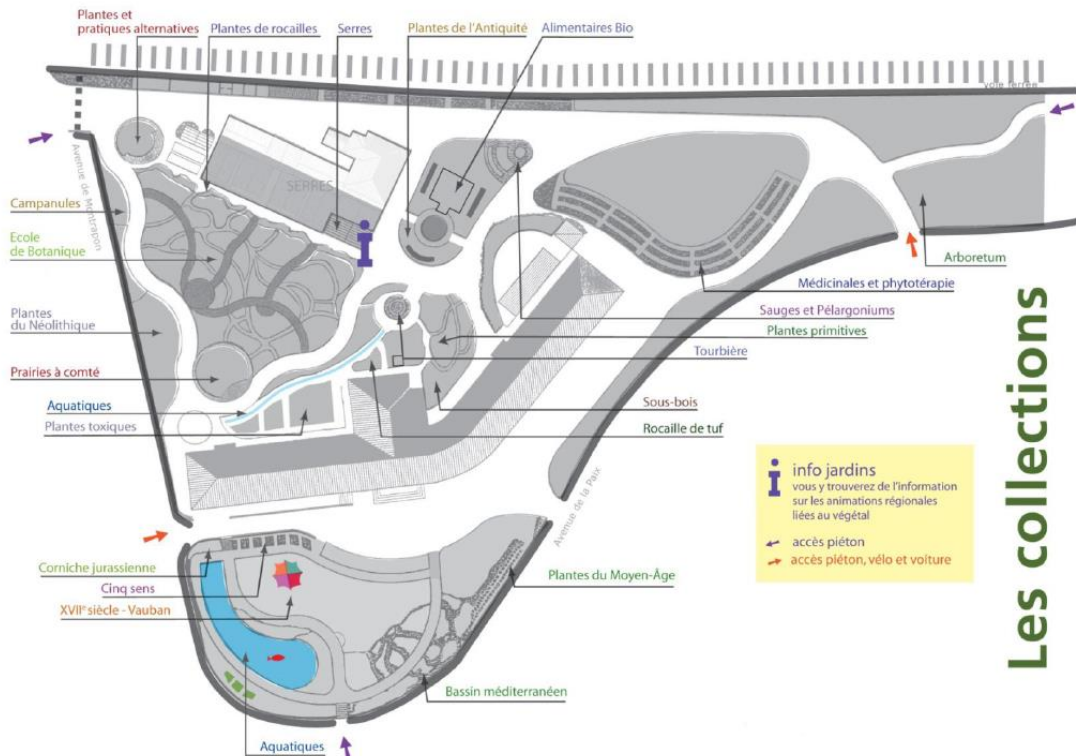 Plantes et
pratiques alternatives
Plantes de rocailles
Serres
Plantes de l'Antiquité
Alimentaires Bio
voie ferrée
Avenue de Montrapon
SERRES
Campanules
Ecole
de Botanique
Arboretum
Médicinales et phytotérapie
Plantes
du Néolithique
Sauges et Pélargoniums
Plantes primitives
Tourbière
Prairies à comté
Aquatiques
Sous-bois
Plantes toxiques
Rocaille de tuf
Les collections
info jardins
vous y trouverez de l'information
sur les animations régionales
liées au végétal
accès piéton
accès piéton, vélo et voiture
Avenue de la Paix
Corniche jurassienne
Plantes du Moyen-Âge
Cinq sens
XVIIe siècle - Vauban
Bassin méditerranéen
Aquatiques